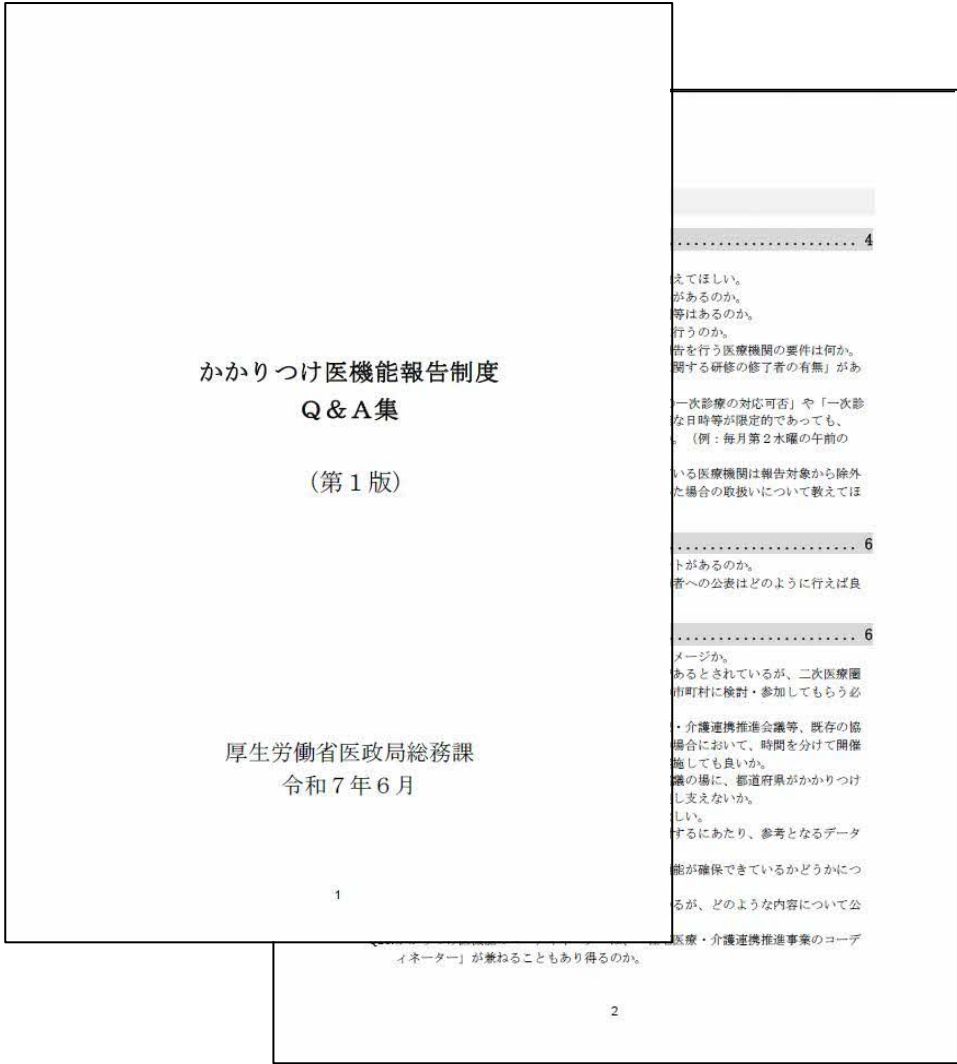 かかりつけ医機能報告制度
Q&A集
(第1版)
厚生労働省医政局総務課
令和7年6月
1
....................... 4
えてほしい。
があるのか。
等はあるのか。
行うのか。
告を行う医療機関の要件は何か。
関する研修の修了者の有無」があ
一次診療の対応可否」や「一次診
な日時等が限定的であっても、
。(例:毎月第2水曜の午前の
いる医療機関は報告対象から除外
た場合の取扱いについて教えてほ
....................... 6
トがあるのか。
者への公表はどのように行えば良
....................... 6
メージか。
あるとされているが、二次医療圏
市町村に検討・参加してもらう必
・介護連携推進会議等、既存の協
場合において、時間を分けて開催
施しても良いか。
議の場に、都道府県がかかりつけ
し支えないか。
しい。
するにあたり、参考となるデータ
能が確保できているかどうかにつ
るが、どのような内容について公
医療・介護連携推進事業のコーデ
ィネーター」が兼ねることもあり得るのか。
2